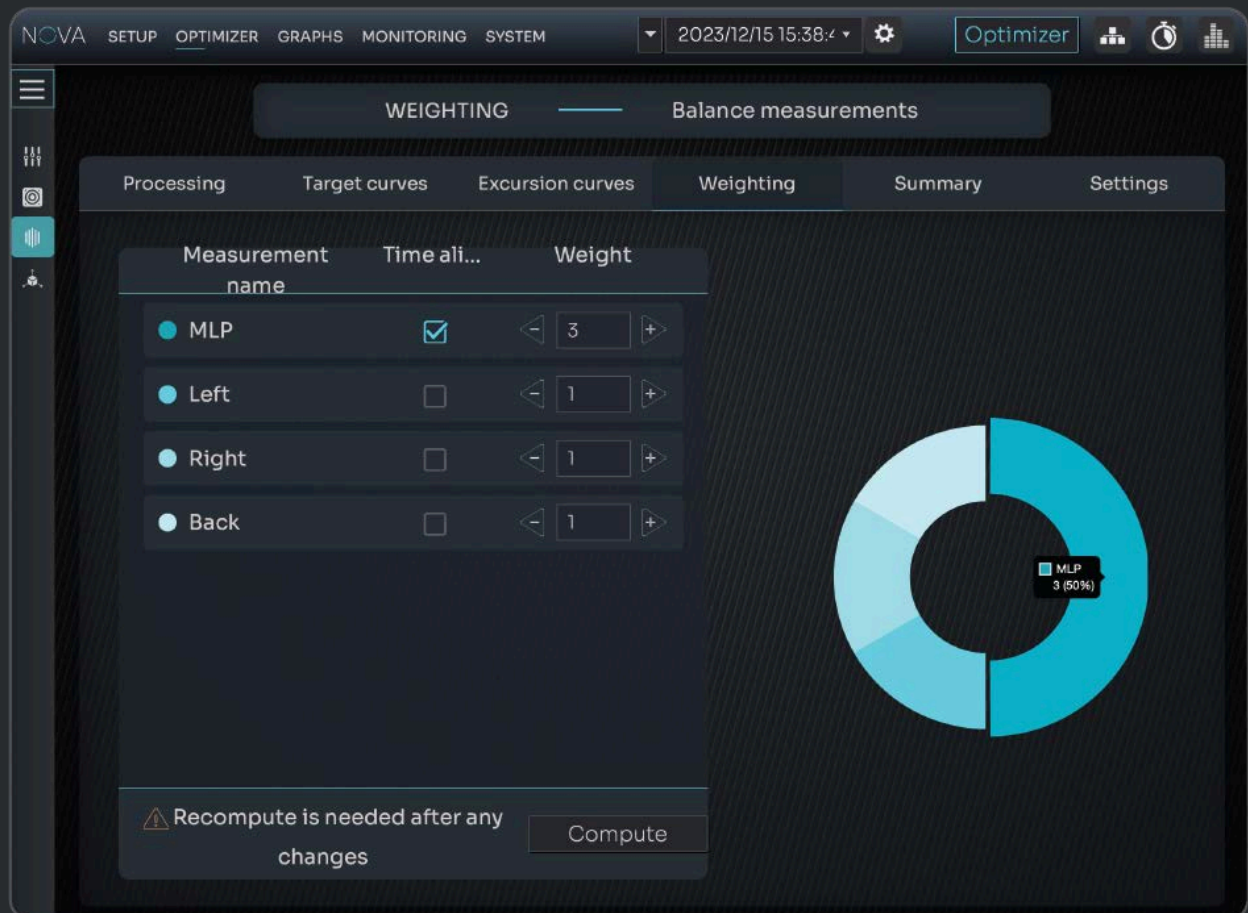 NOVA SETUP OPTIMIZER GRAPHS MONITORING SYSTEM 2023/12/15 15:38:4 Optimizer
WEIGHTING Balance measurements
Processing Target curves Excursion curves Weighting Summary Settings
Measurement name Time ali... Weight
MLP 3
Left 1
Right 1
Back 1
MLP
3 (50%)
Recompute is needed after any
changes
Compute